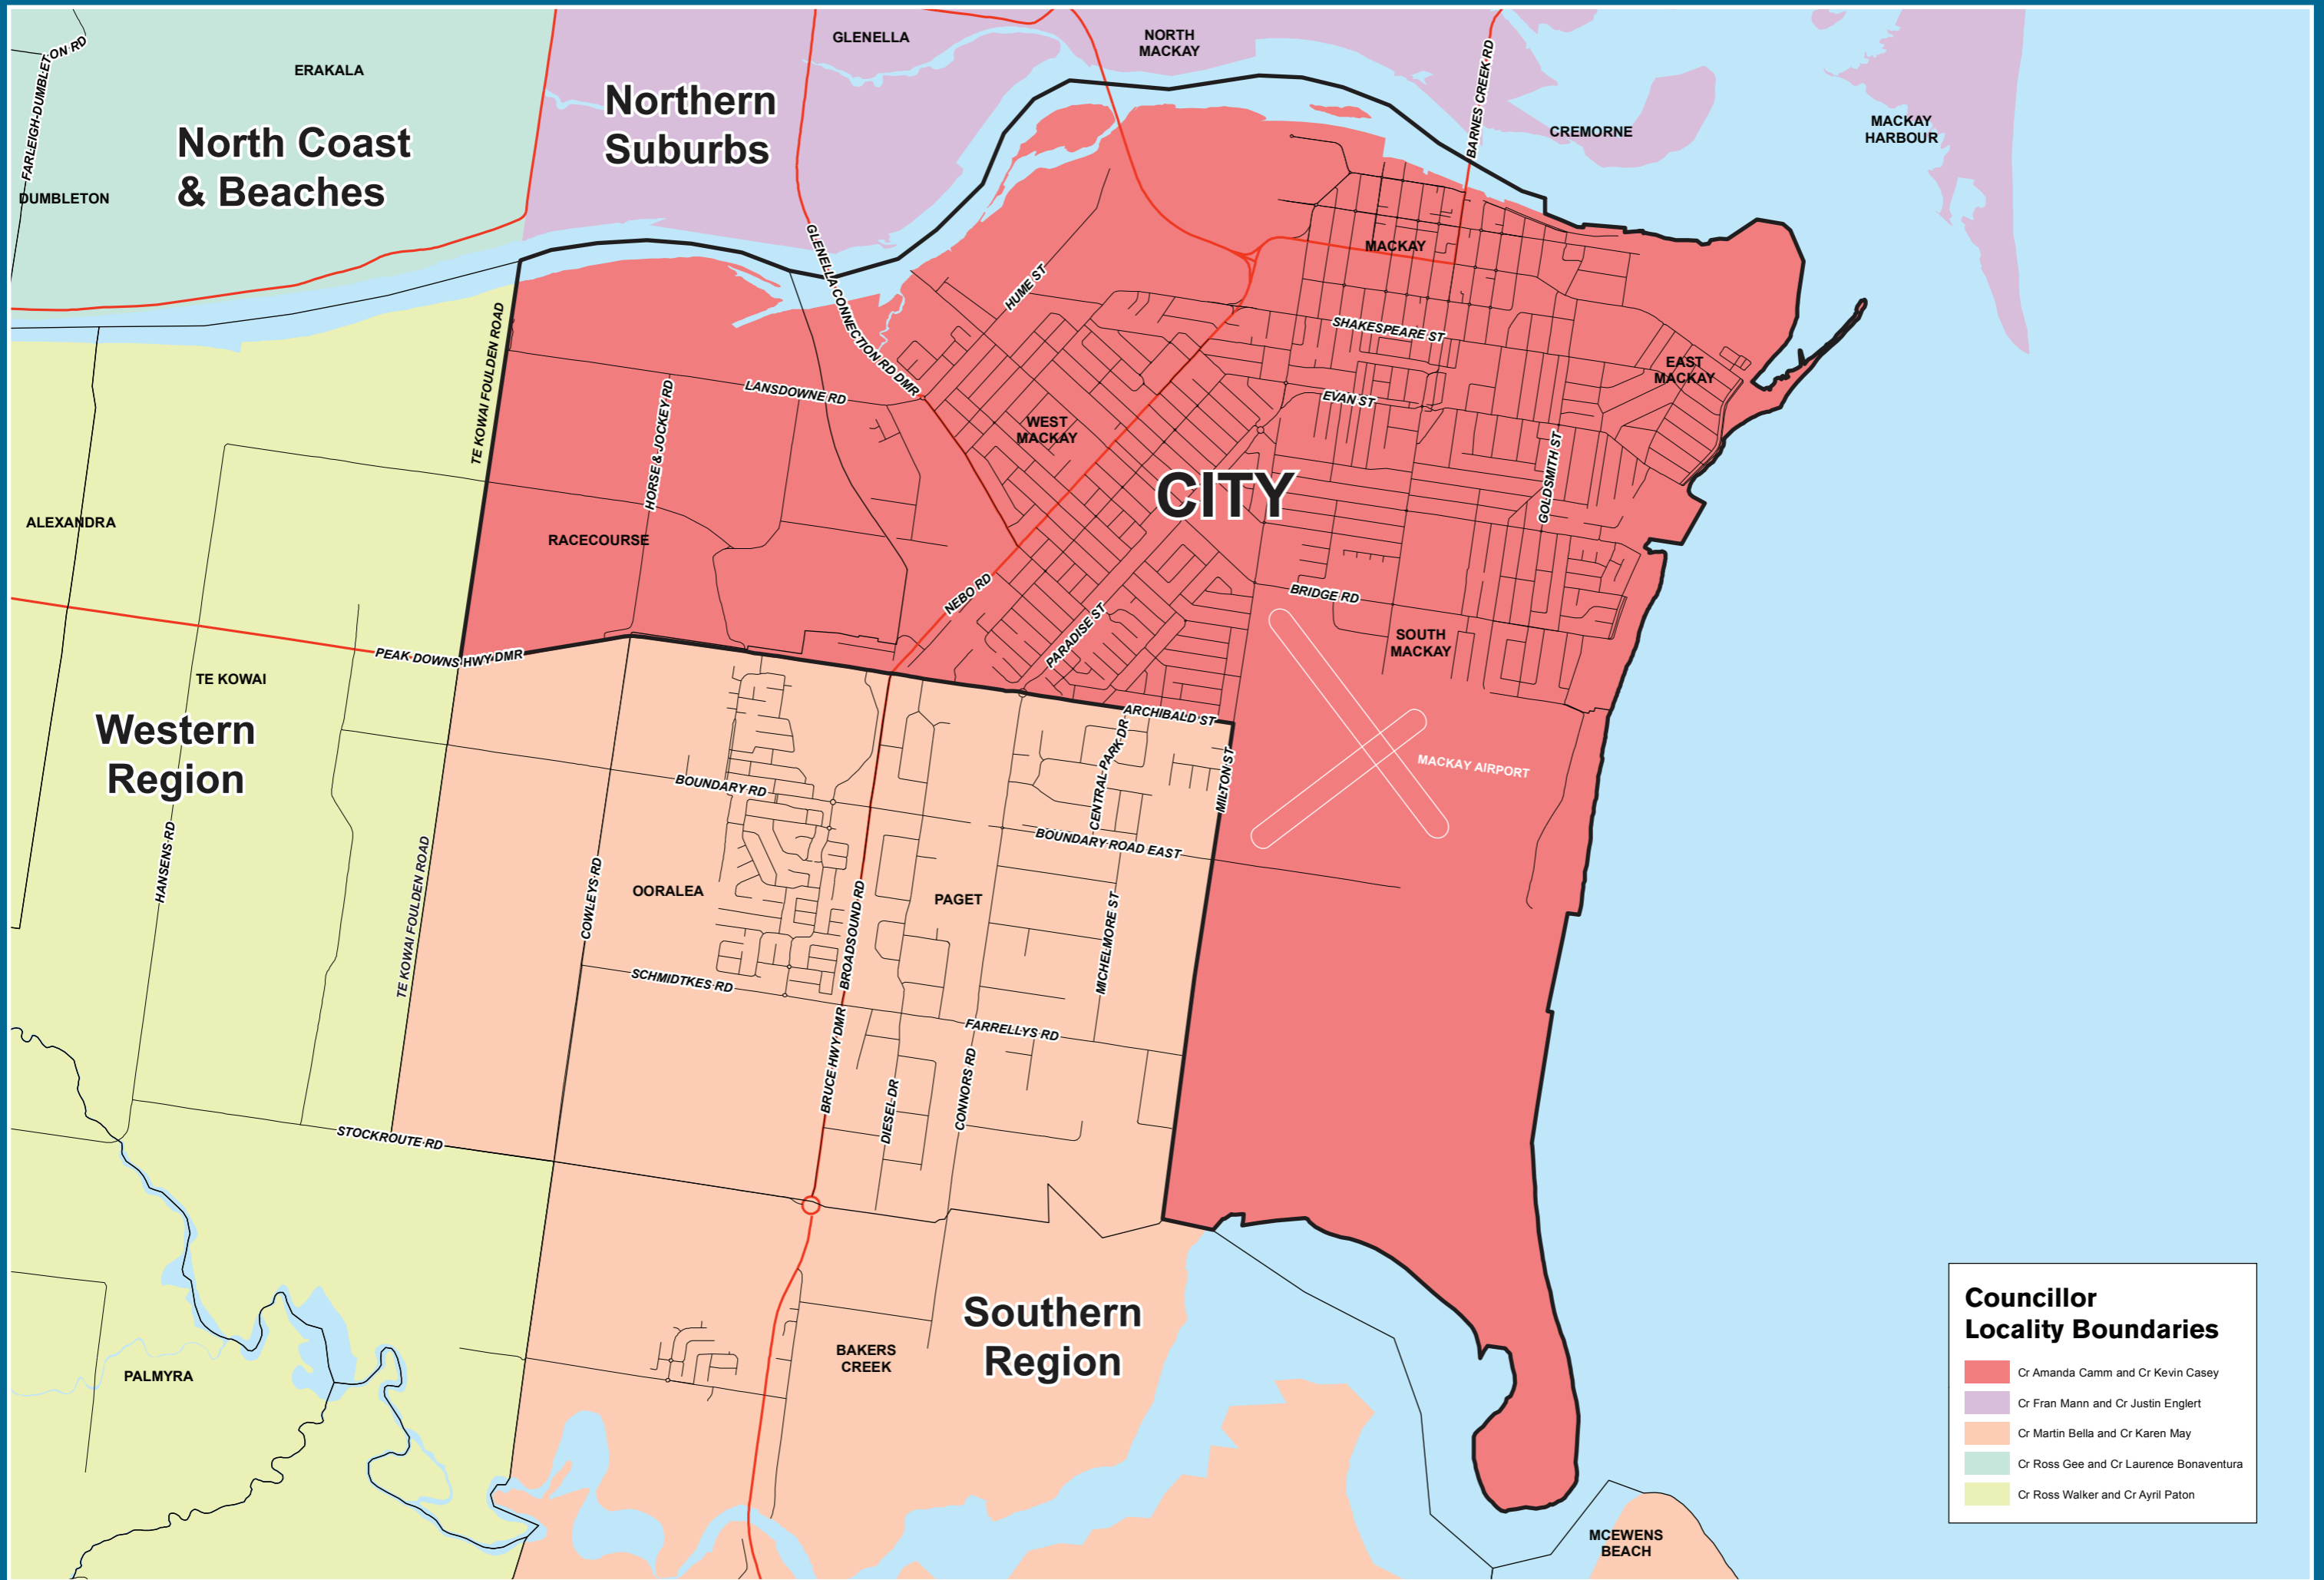 FARLEIGH-DUMBLETON RD
ERAKALA
North Coast
& Beaches
DUMBLETON
Northern
Suburbs
GLENELLA
NORTH
MACKAY
BARNES CREEK RD
CREMORNE
MACKAY
HARBOUR
GLENELLA CONNECTION RD DMR
HUME ST
MACKAY
SHAKESPEARE ST
EAST
MACKAY
EVAN ST
GOLDSMITH ST
TE KOWAI FOULDEN ROAD
HORSE & JOCKEY RD
LANSDOWNE RD
WEST
MACKAY
CITY
ALEXANDRA
RACECOURSE
NEBO RD
PARADISE ST
BRIDGE RD
SOUTH
MACKAY
PEAK DOWNS HWY DMR
TE KOWAI
Western
Region
HANSENS RD
TE KOWAI FOULDEN ROAD
ARCHIBALD ST
CENTRAL PARK DR
MILTON ST
MACKAY AIRPORT
BOUNDARY RD
BOUNDARY ROAD EAST
COWLEYS RD
OORALEA
BROADSOUND RD
PAGET
MICHELMORE ST
SCHMIDTKES RD
FARRELLYS RD
BRUCE HWY DMR
DIESEL DR
CONNORS RD
STOCKROUTE RD
PALMYRA
BAKERS
CREEK
Southern
Region
MCEWENS
BEACH
Councillor
Locality Boundaries
Cr Amanda Camm and Cr Kevin Casey
Cr Fran Mann and Cr Justin Englert
Cr Martin Bella and Cr Karen May
Cr Ross Gee and Cr Laurence Bonaventura
Cr Ross Walker and Cr Ayril Paton